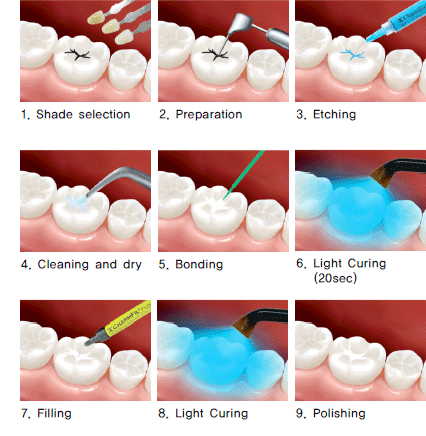 1. Shade selection
2. Preparation
3. Etching
4. Cleaning and dry
5. Bonding
6. Light Curing
(20sec)
7. Filling
8. Light Curing
9. Polishing